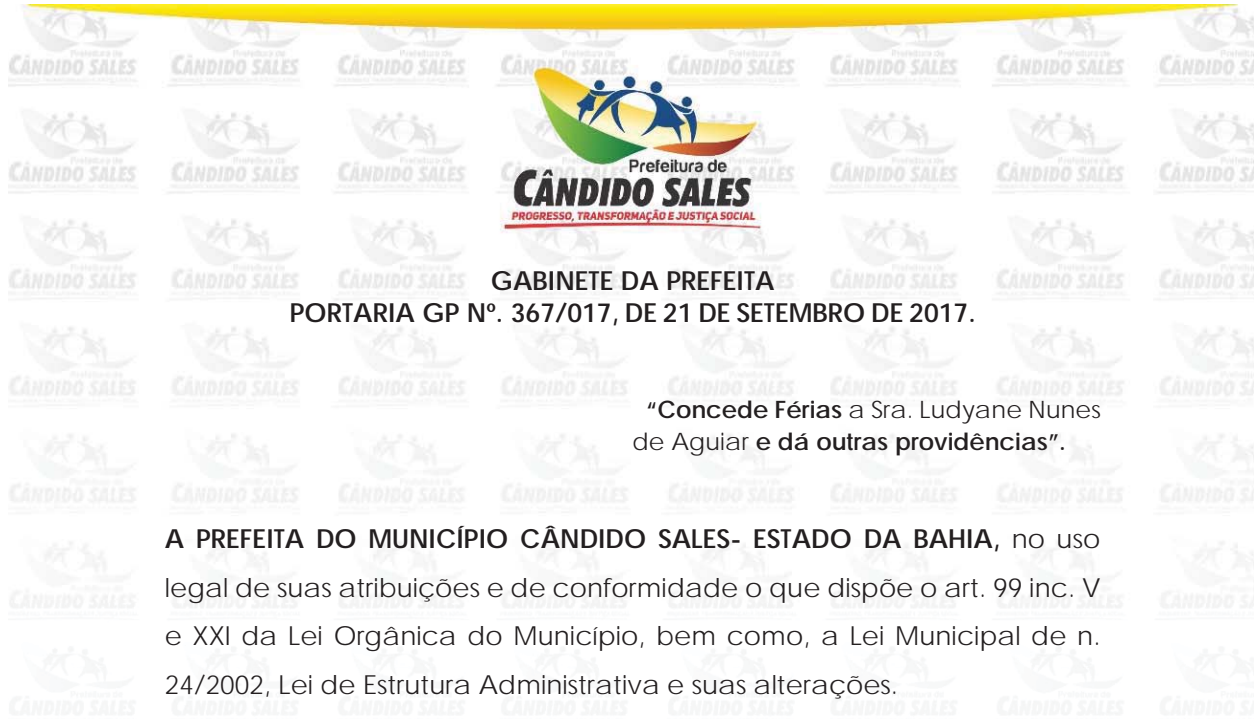 Prefeitura de
CÂNDIDO SALES
PROGRESSO, TRANSFORMAÇÃO E JUSTIÇA SOCIAL
GABINETE DA PREFEITA
PORTARIA GP Nº. 367/017, DE 21 DE SETEMBRO DE 2017.
“Concede Férias a Sra. Ludyane Nunes
de Aguiar e dá outras providências”.
A PREFEITA DO MUNICÍPIO CÂNDIDO SALES- ESTADO DA BAHIA, no uso
legal de suas atribuições e de conformidade o que dispõe o art. 99 inc. V
e XXI da Lei Orgânica do Município, bem como, a Lei Municipal de n.
24/2002, Lei de Estrutura Administrativa e suas alterações.